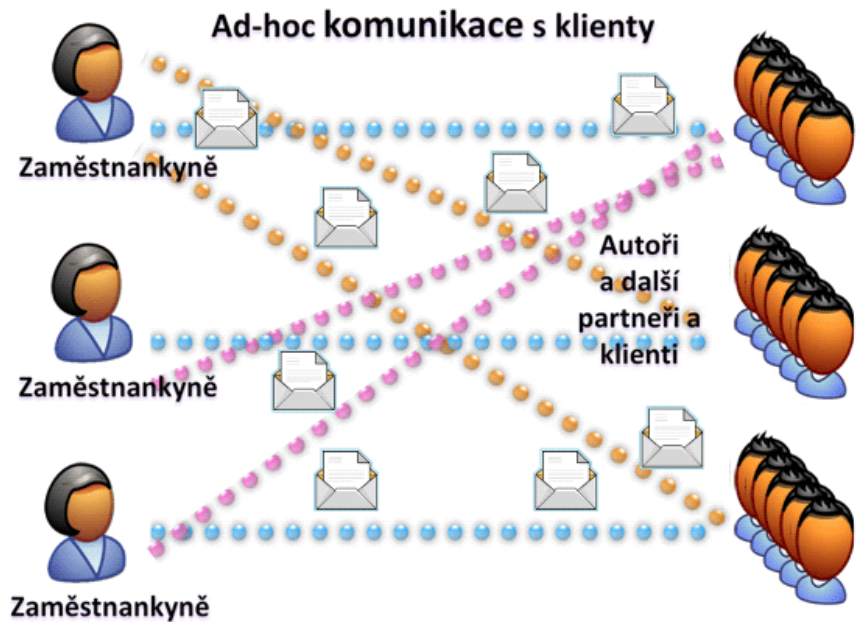 Ad-hoc komunikace s klienty
Zaměstnankyně
Autoři
a další
partneři a
klienti
Zaměstnankyně
Zaměstnankyně